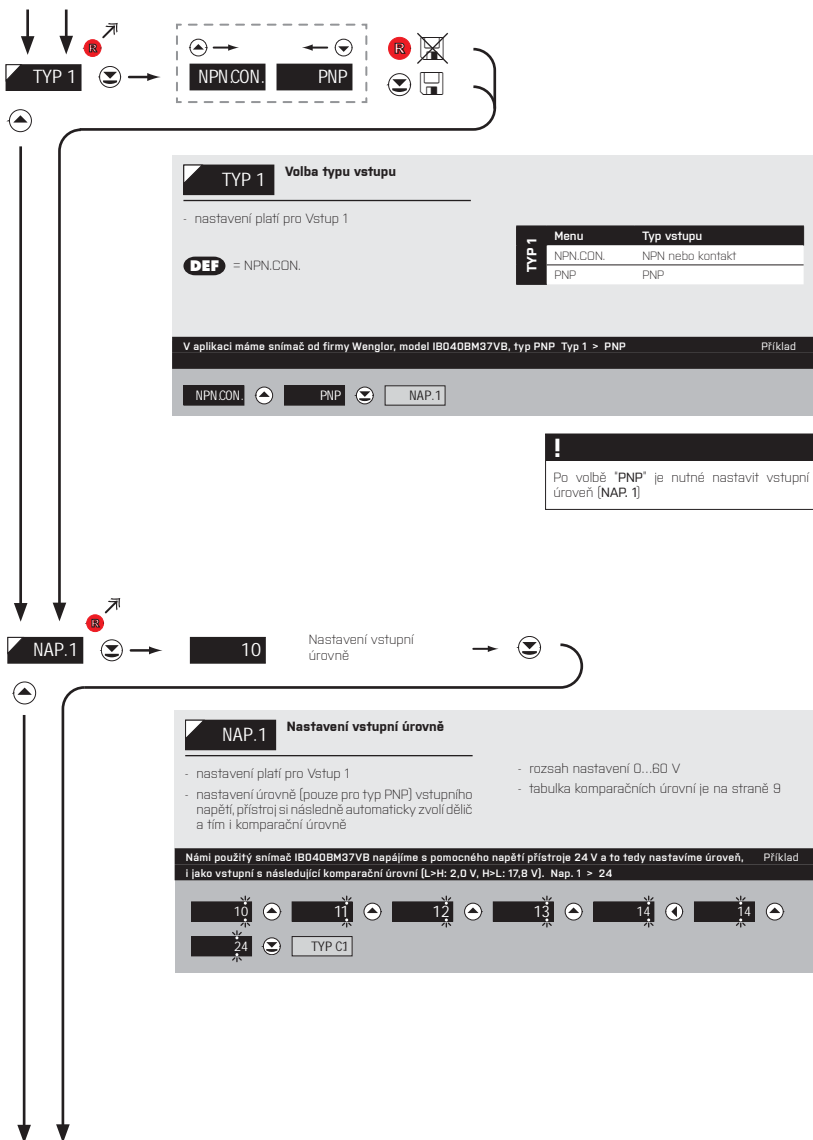 R
TYP 1
NPN.CON. PNP
R
TYP 1 Volba typu vstupu
- nastavení platí pro Vstup 1
DEF = NPN.CON.
TYP 1
Menu Typ vstupu
NPN.CON. NPN nebo kontakt
PNP PNP
V aplikaci máme snímač od firmy Wenglor, model IB040BM37VB, typ PNP Typ 1 > PNP Příklad
NPN.CON. PNP NAP.1
!
Po volbě "PNP" je nutné nastavit vstupní
úroveň (NAP. 1)
R
NAP.1 10 Nastavení vstupní
úrovně
NAP.1 Nastavení vstupní úrovně
- nastavení platí pro Vstup 1
- nastavení úrovně (pouze pro typ PNP) vstupního
napětí, přístroj si následně automaticky zvolí dělič
a tím i komparační úrovně
- rozsah nastavení 0...60 V
- tabulka komparačních úrovní je na straně 9
Námi použitý snímač IB040BM37VB napájíme s pomocného napětí přístroje 24 V a to tedy nastavíme úroveň, Příklad
i jako vstupní s následující komparační úrovní (L>H: 2,0 V, H>L: 17,8 V). Nap. 1 > 24
10 11 12 13 14 14
24 TYP C1